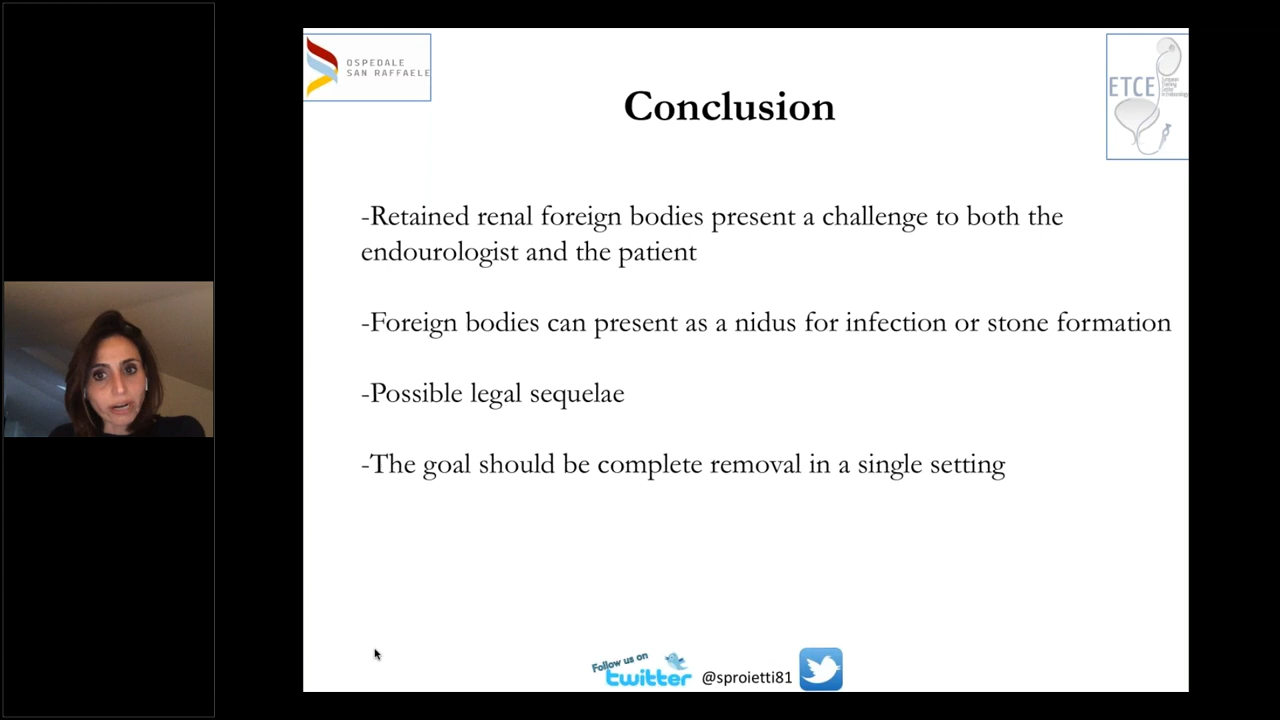 OSPEDALE
SAN RAFFAELE
ETCE
Conclusion
-Retained renal foreign bodies present a challenge to both the
endourologist and the patient
-Foreign bodies can present as a nidus for infection or stone formation
-Possible legal sequelae
-The goal should be complete removal in a single setting
Follow us on
twitter
@sproietti81